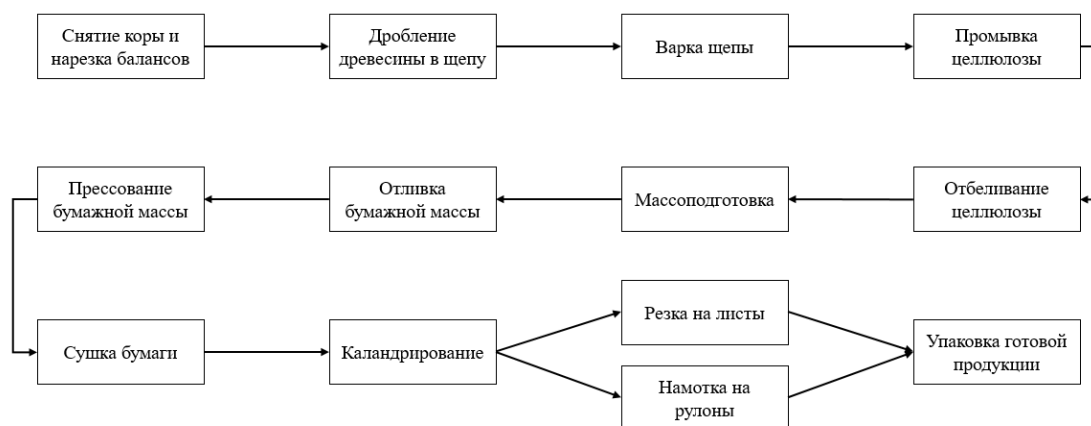 Снятие коры и
нарезка балансов
Дробление
древесины в щепу
Варка щепы
Промывка
целлюлозы
Прессование
бумажной массы
Отливка
бумажной массы
Массоподготовка
Отбеливание
целлюлозы
Сушка бумаги
Каландрирование
Резка на листы
Намотка на
рулоны
Упаковка готовой
продукции